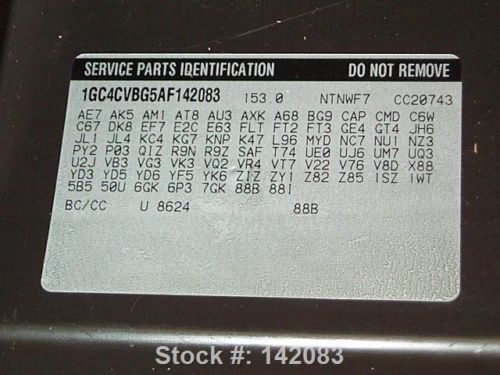 SERVICE PARTS IDENTIFICATION DO NOT REMOVE
1GC4CVBG5AF142083 153.0 NTNWF7 CC20743
AE7 AK5 AM1 AT8 AU3 AXK A68 BG9 CAP CMD C6W
C67 DK8 EF7 E2C E63 FLT FT2 FT3 GE4 GT4 JH6
JL1 JL4 KC4 KG7 KNP K47 L96 MYD NC7 NU1 NZ3
PY2 P03 Q1Z R9N R9Z SAF T74 UE0 UJ6 UM7 UQ3
U2J VB3 VG3 VK3 VQ2 VR4 VT7 V22 V76 V8D X88
YD3 YD5 YD6 YF5 YK6 ZIZ ZY1 Z82 Z85 1SZ 1WT
5B5 50U 6GK 6P3 7GK 88B 88I
BC/CC U 8624 88B
Stock #: 142083